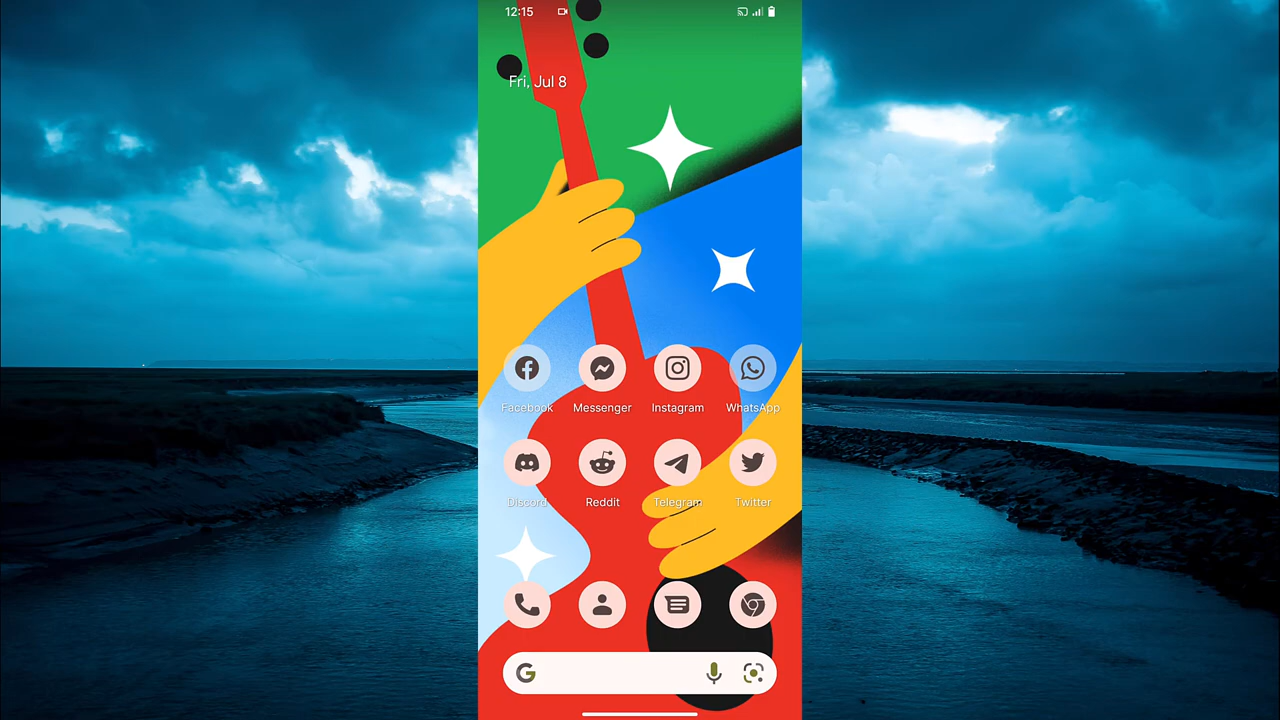 12:15
Fri, Jul 8
Facebook Messenger Instagram WhatsApp
Discord Reddit Telegram Twitter
G